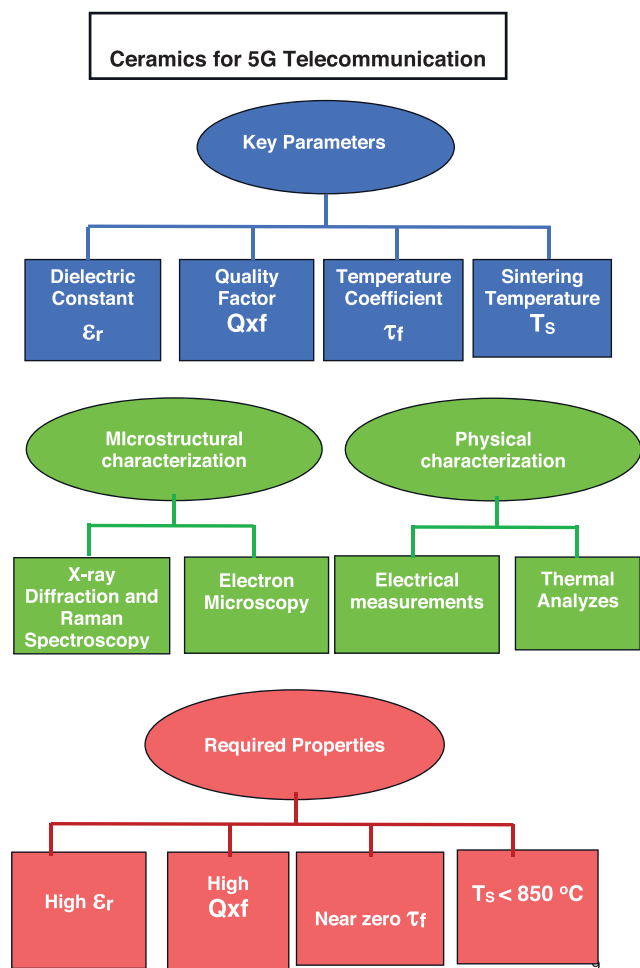 Ceramics for 5G Telecommunication
Key Parameters
Dielectric
Constant
εr
Quality
Factor
Qxf
Temperature
Coefficient
τf
Sintering
Temperature
Ts
MIcrostructural
characterization
Physical
characterization
X-ray
Diffraction and
Raman
Spectroscopy
Electron
Microscopy
Electrical
measurements
Thermal
Analyzes
Required Properties
High εr
High
Qxf
Near zero τf
Ts < 850 ºC